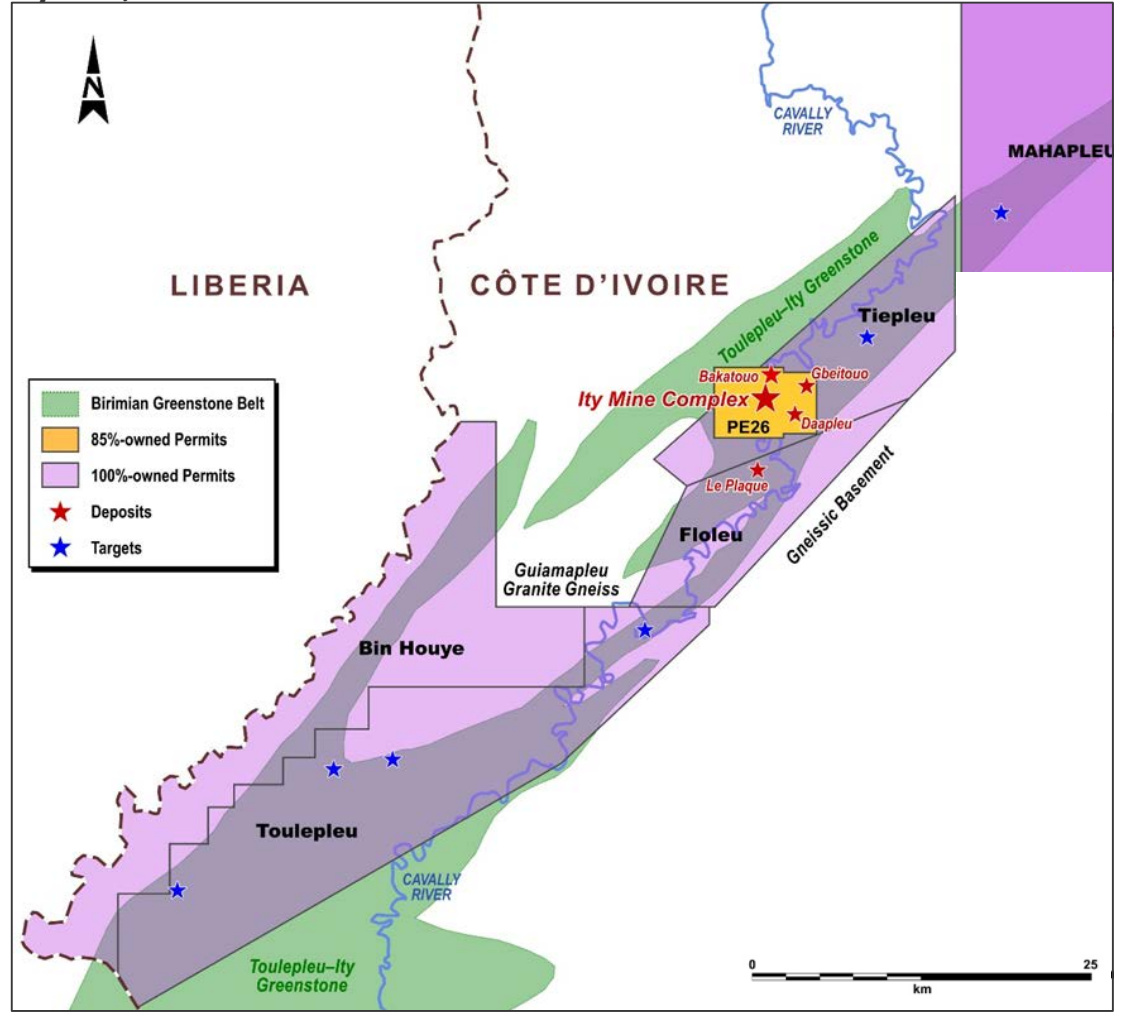 N
CAVALLY
RIVER
MAHAPLEU
LIBERIA
CÔTE D'IVOIRE
Toulepleu–Ity Greenstone
Tiepleu
Bakatouo
Gbeitouo
Ity Mine Complex
Daapleu
PE26
Le Plaque
Gneissic Basement
Floleu
Guiamapleu
Granite Gneiss
Birimian Greenstone Belt
85%-owned Permits
100%-owned Permits
Deposits
Targets
Bin Houye
Toulepleu
CAVALLY
RIVER
Toulepleu–Ity
Greenstone
0
25
km